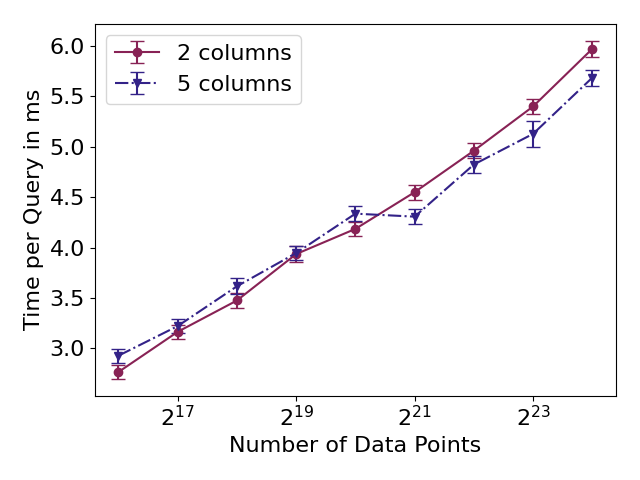 2 columns
5 columns
Time per Query in ms
6.0
5.5
5.0
4.5
4.0
3.5
3.0
2^17 2^19 2^21 2^23
Number of Data Points